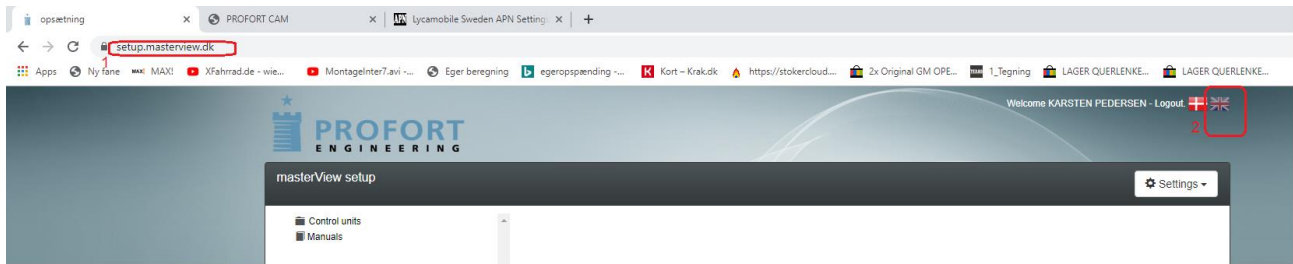 opsætning
PROFORT CAM
APN Lycamobile Sweden APN Setting
setup.masterview.dk
1
Apps Ny fane MAX! MAX! XFahrrad.de - wie... MontageInter7.avi -... Eger beregning egeropspænding -... K Kort – Krak.dk https://stokercloud.... 2x Original GM OPE... 1_Tegning LAGER QUERLENKE... LAGER QUERLENKE...
Welcome KARSTEN PEDERSEN - Logout.
2
PROFORT
ENGINEERING
masterView setup
Settings
Control units
Manuals